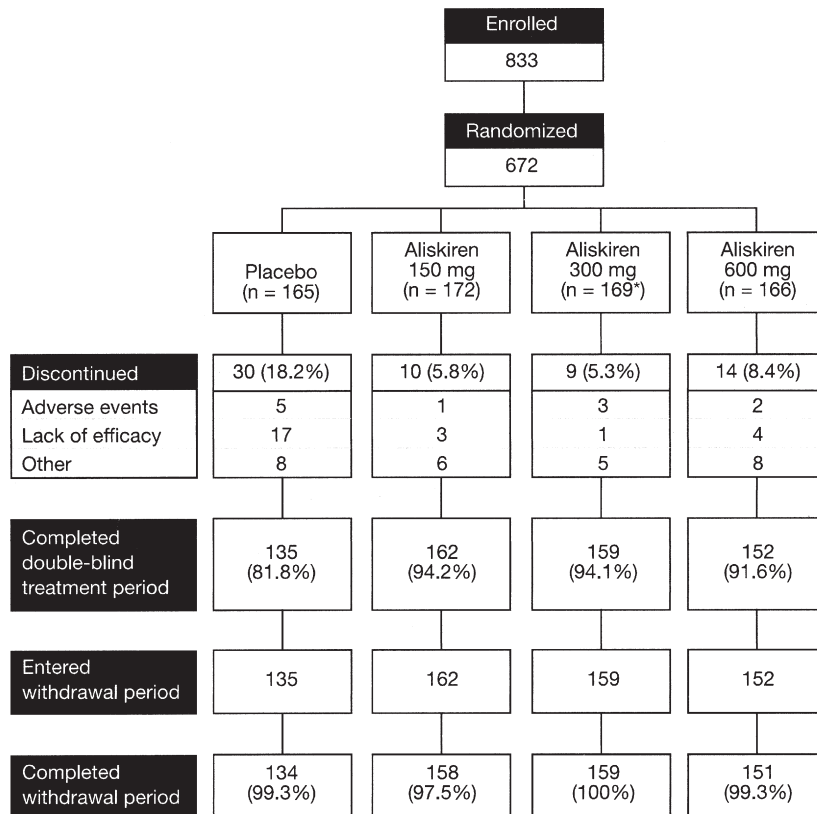 Enrolled
833
Randomized
672
Placebo
(n = 165)
Aliskiren
150 mg
(n = 172)
Aliskiren
300 mg
(n = 169*)
Aliskiren
600 mg
(n = 166)
Discontinued
30 (18.2%)
10 (5.8%)
9 (5.3%)
14 (8.4%)
Adverse events
5
1
3
2
Lack of efficacy
17
3
1
4
Other
8
6
5
8
Completed
double-blind
treatment period
135
(81.8%)
162
(94.2%)
159
(94.1%)
152
(91.6%)
Entered
withdrawal period
135
162
159
152
Completed
withdrawal period
134
(99.3%)
158
(97.5%)
159
(100%)
151
(99.3%)